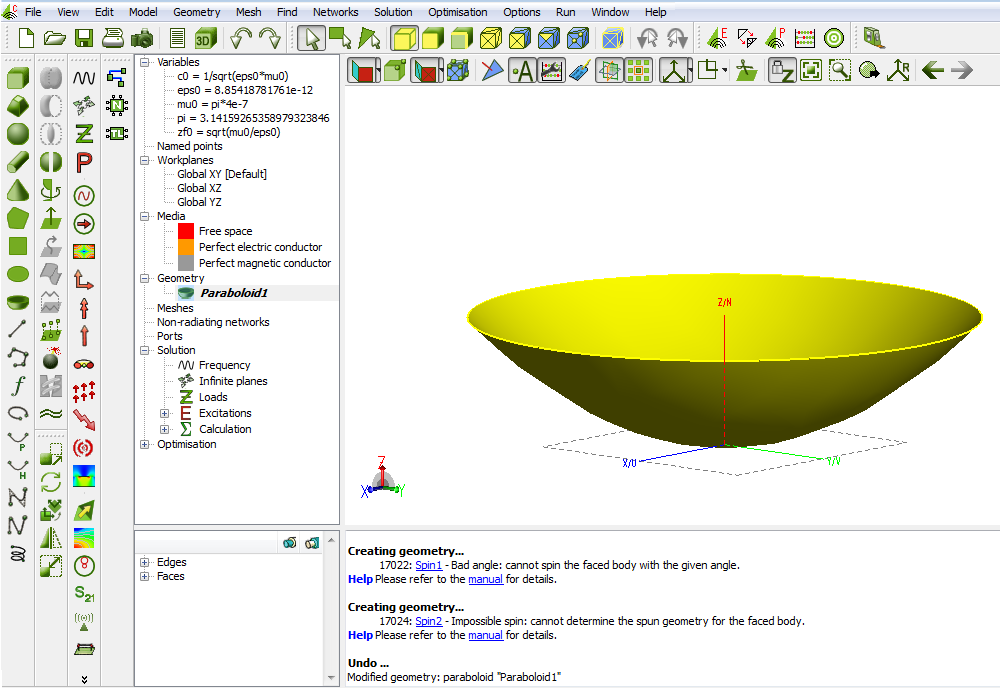 File View Edit Model Geometry Mesh Find Networks Solution Optimisation Options Run Window Help
3D
E
P
A
Z
R
N
Z
TL
P
f
P
H
S21
Variables
c0 = 1/sqrt(eps0*mu0)
eps0 = 8.85418781761e-12
mu0 = pi*4e-7
pi = 3.14159265358979323846
zf0 = sqrt(mu0/eps0)
Named points
Workplanes
Global XY [Default]
Global XZ
Global YZ
Media
Free space
Perfect electric conductor
Perfect magnetic conductor
Geometry
Paraboloid1
Meshes
Non-radiating networks
Ports
Solution
Frequency
Infinite planes
Z Loads
E Excitations
Σ Calculation
Optimisation
Z/N
X/U
Y/V
Z
X
Y
Edges
Faces
Creating geometry...
17022: Spin1 - Bad angle: cannot spin the faced body with the given angle.
Help Please refer to the manual for details.
Creating geometry...
17024: Spin2 - Impossible spin: cannot determine the spun geometry for the faced body.
Help Please refer to the manual for details.
Undo ...
Modified geometry: paraboloid "Paraboloid1"